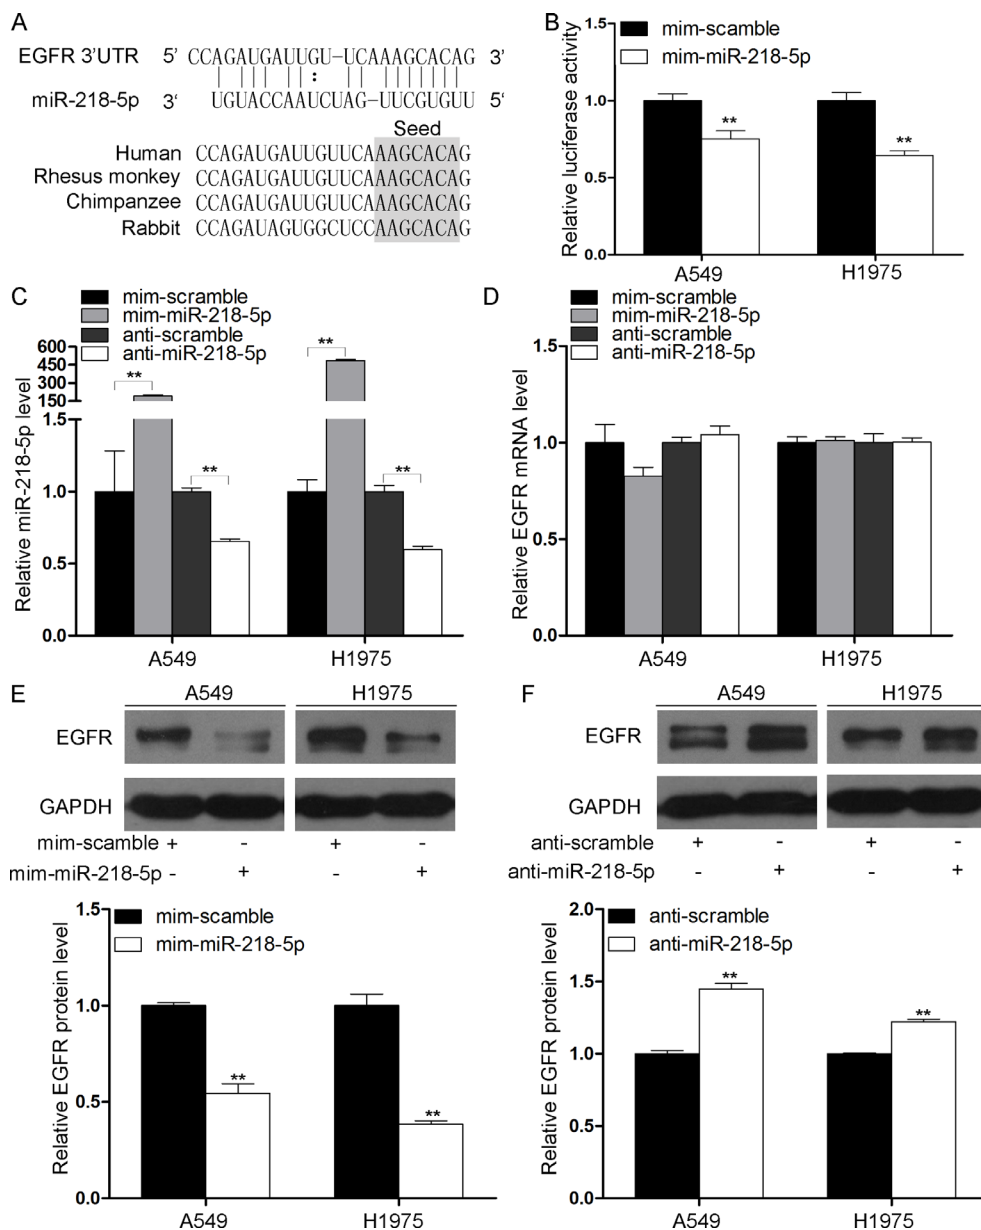 A
EGFR 3'UTR 5' CCAGAUGAUUGU-UCAAAGCACAG 3'
miR-218-5p 3' UGUACCAAUCUAG-UUCGUGUU 5'
Seed
Human CCAGAUGAUUGUUCAAAGCACAG
Rhesus monkey CCAGAUGAUUGUUCAAAGCACAG
Chimpanzee CCAGAUGAUUGUUCAAAGCACAG
Rabbit CCAGAUAGUGGCUCCAAGCACAG
B
mim-scamble
mim-miR-218-5p
Relative luciferase activity
1.5
1.0
0.5
0.0
**
**
A549 H1975
C
mim-scramble
mim-miR-218-5p
anti-scramble
anti-miR-218-5p
Relative miR-218-5p level
600
450
300
150
1.5
1.0
0.5
0.0
**
**
**
**
A549 H1975
D
mim-scramble
mim-miR-218-5p
anti-scramble
anti-miR-218-5p
Relative EGFR mRNA level
1.5
1.0
0.5
0.0
A549 H1975
E
A549 H1975
EGFR
GAPDH
mim-scamble + - + -
mim-miR-218-5p - + - +
mim-scamble
mim-miR-218-5p
Relative EGFR protein level
1.5
1.0
0.5
0.0
**
**
A549 H1975
F
A549 H1975
EGFR
GAPDH
anti-scramble + - + -
anti-miR-218-5p - + - +
anti-scramble
anti-miR-218-5p
Relative EGFR protein level
2.0
1.5
1.0
0.5
0.0
**
**
A549 H1975